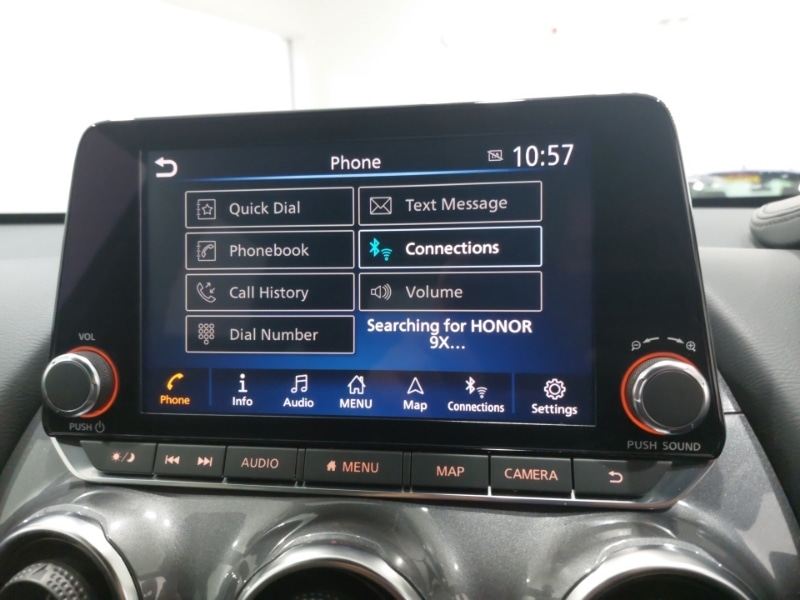 Phone
10:57
Quick Dial
Text Message
Phonebook
Connections
Call History
Volume
Dial Number
Searching for HONOR
9X...
VOL
PUSH
PUSH SOUND
Phone
Info
Audio
MENU
Map
Connections
Settings
AUDIO
MENU
MAP
CAMERA